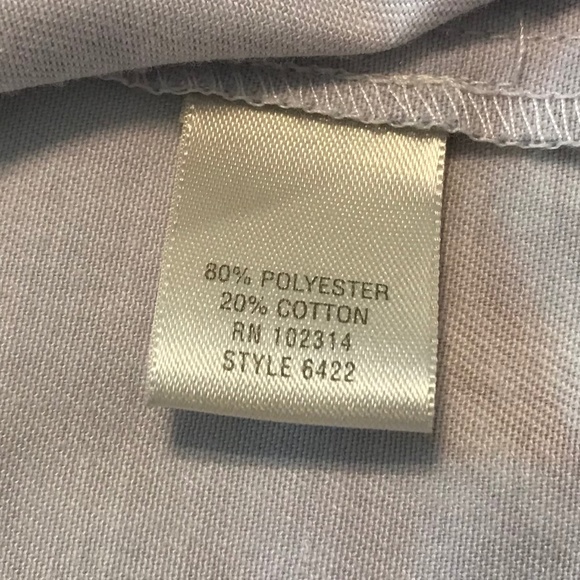 80% POLYESTER
20% COTTON
RN 102314
STYLE 6422